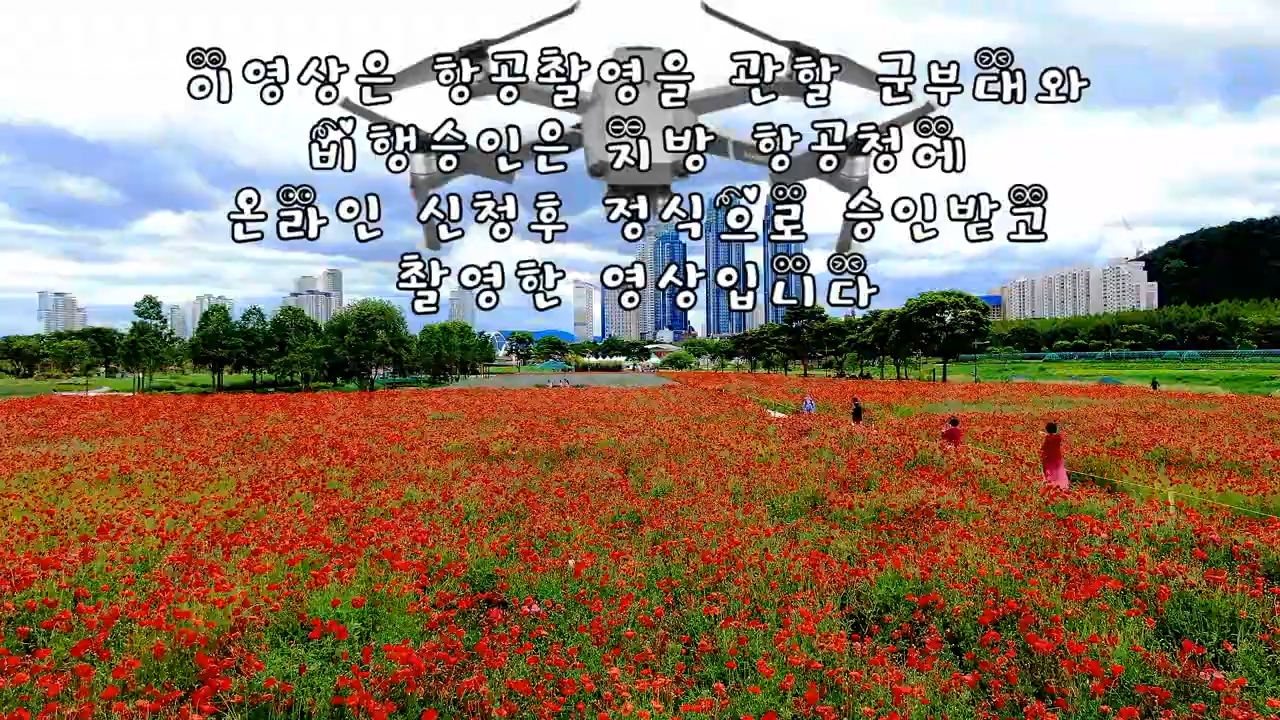 이영상은 항공촬영을 관할 군부대와
비행승인은 지방 항공청에
온라인 신청후 정식으로 승인받고
촬영한 영상입니다